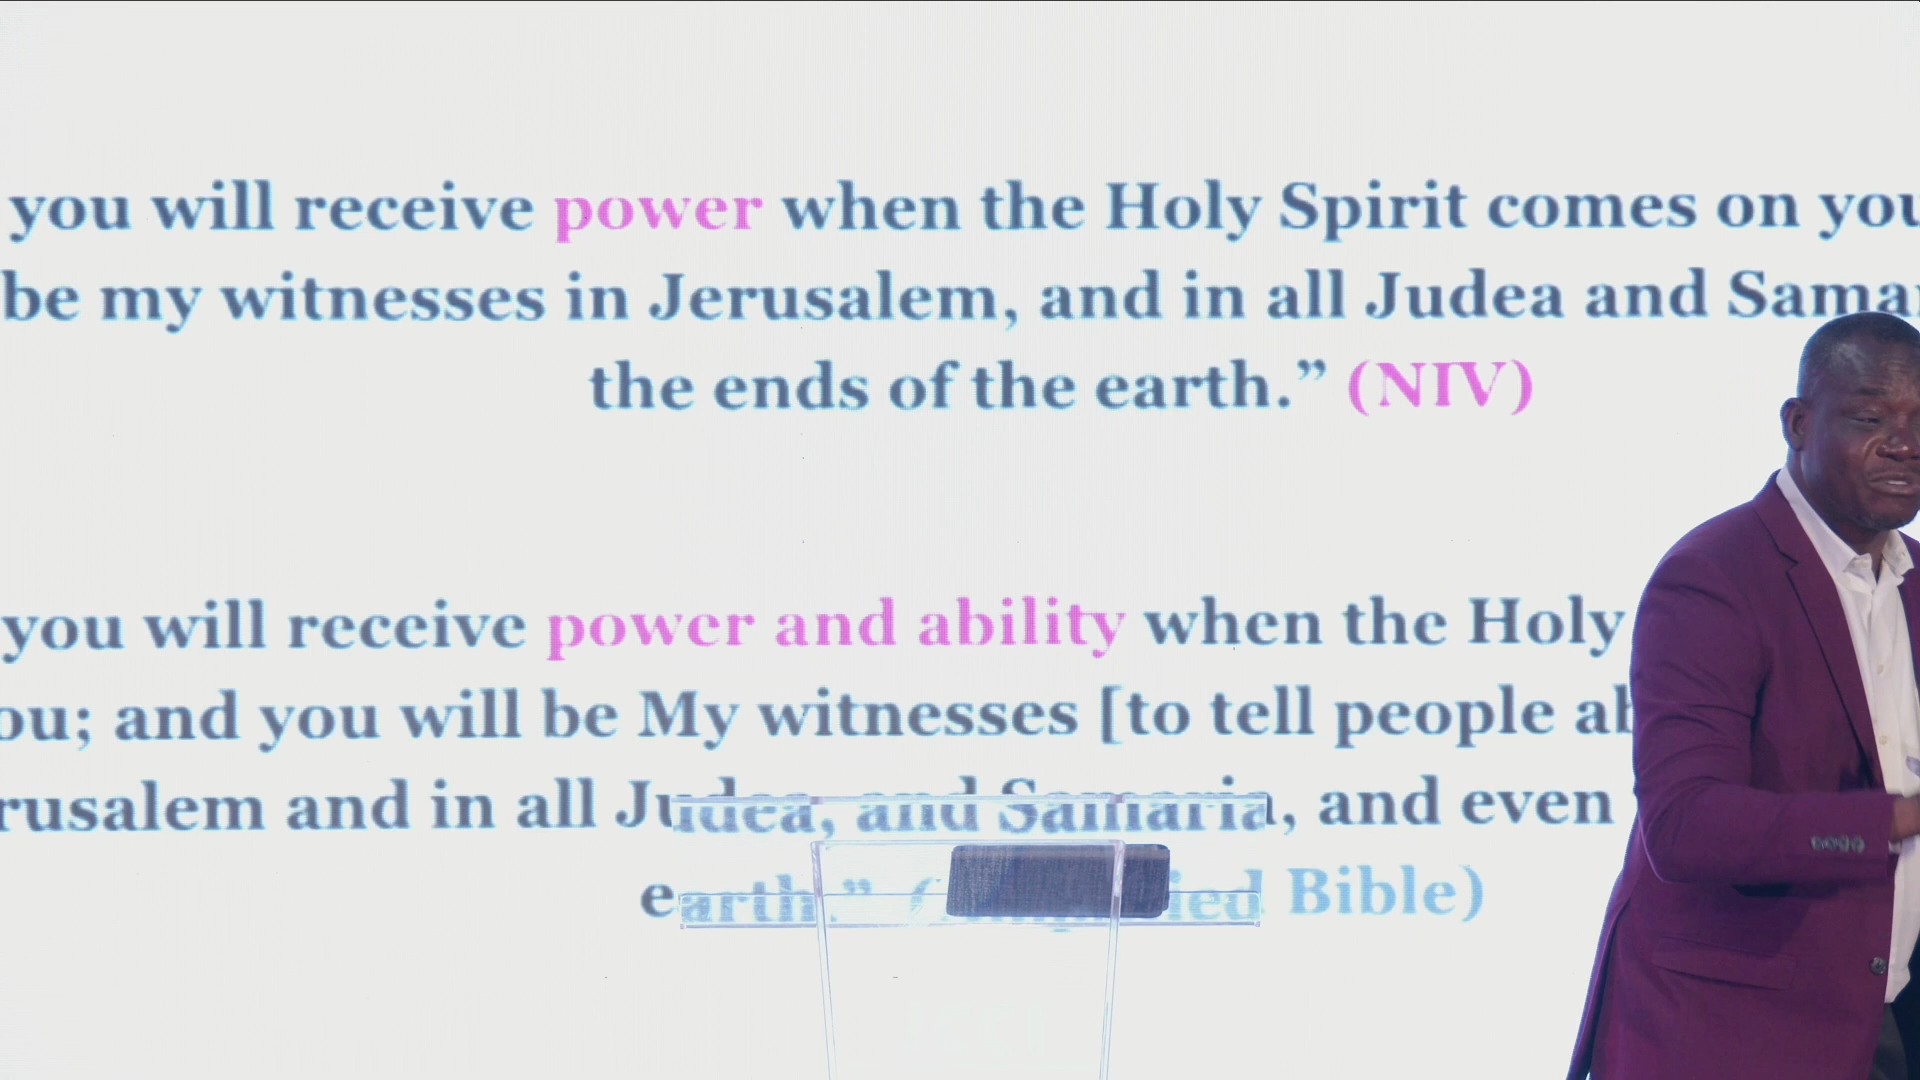 you will receive power when the Holy Spirit comes on you
be my witnesses in Jerusalem, and in all Judea and Samar
the ends of the earth.” (NIV)
you will receive power and ability when the Holy
ou; and you will be My witnesses [to tell people ab
rusalem and in all Judea, and Samaria, and even
earth.” ( ied Bible)